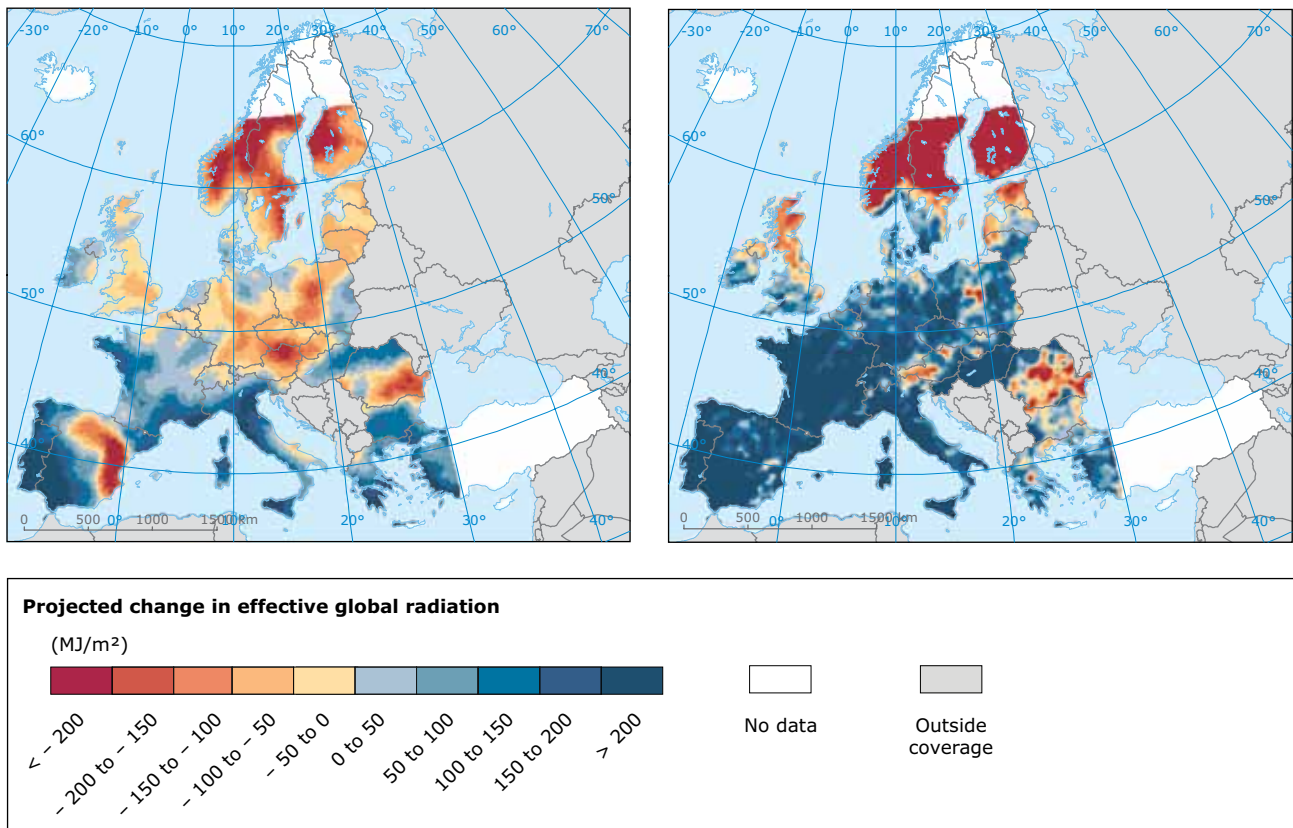 -30° -20° -10° 0° 10° 20° 30° 40° 50° 60° 70°
60°
50°
50°
40°
40°
0 500 0° 1000 1500 km
10°
20°
30°
40°
-30° -20° -10° 0° 10° 20° 30° 40° 50° 60° 70°
60°
50°
50°
40°
40°
0 500 0° 1000 1500 km
10°
20°
30°
40°
Projected change in effective global radiation
(MJ/m²)
< – 200
– 200 to – 150
– 150 to – 100
– 100 to – 50
– 50 to 0
0 to 50
50 to 100
100 to 150
150 to 200
> 200
No data
Outside
coverage